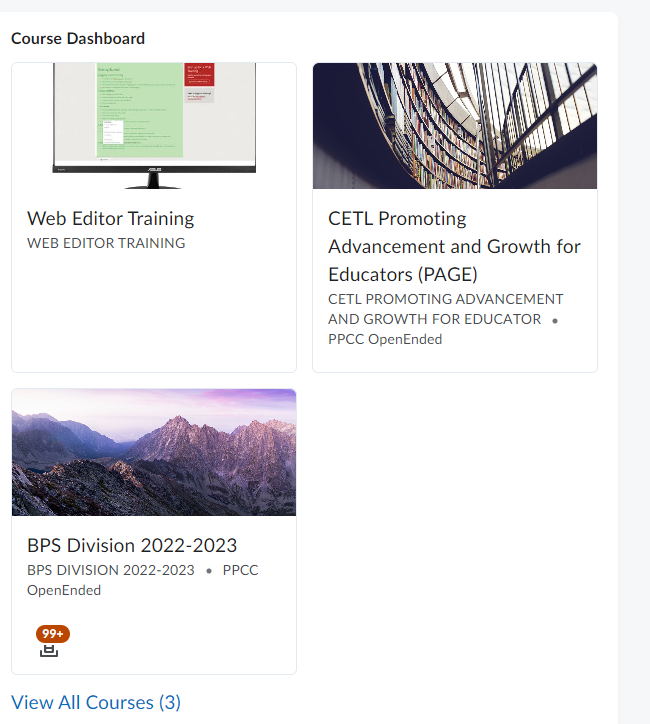 Course Dashboard
ASUS
Web Editor Training
WEB EDITOR TRAINING
CETL Promoting
Advancement and Growth for
Educators (PAGE)
CETL PROMOTING ADVANCEMENT
AND GROWTH FOR EDUCATOR •
PPCC OpenEnded
BPS Division 2022-2023
BPS DIVISION 2022-2023 • PPCC
OpenEnded
99+
View All Courses (3)